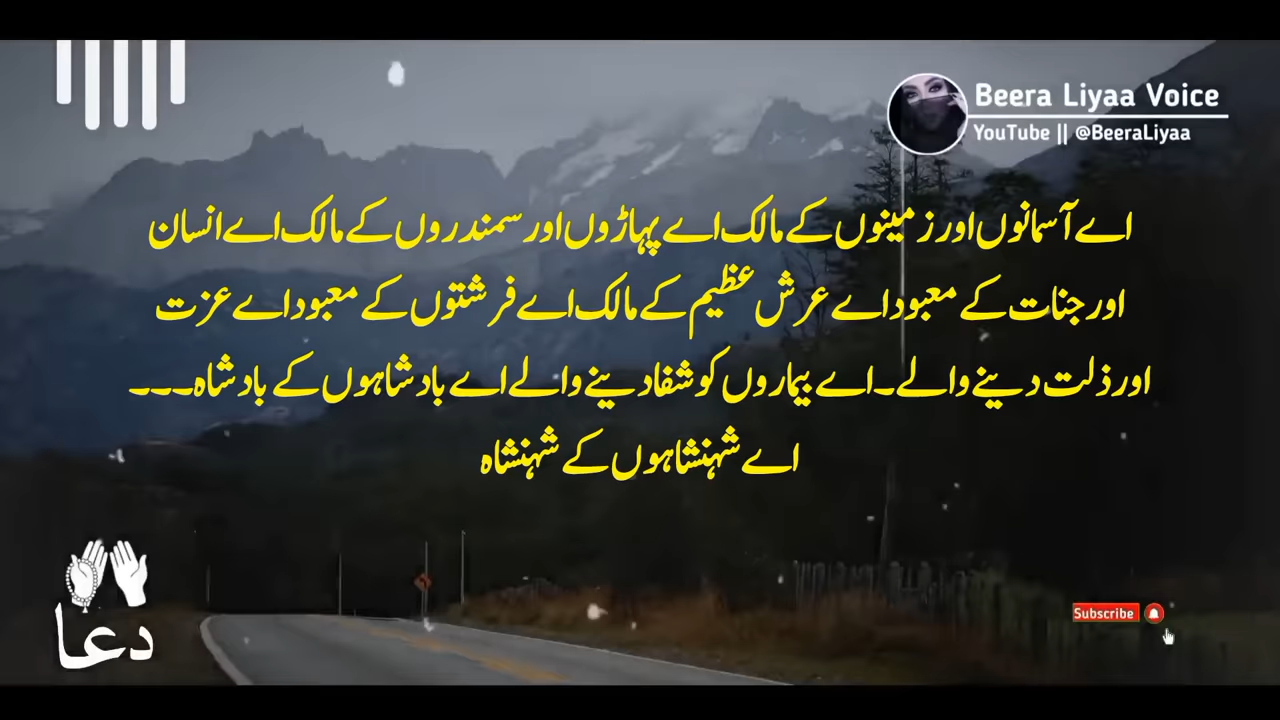 Beera Liyaa Voice
YouTube || @BeeraLiyaa
اے آسمانوں اور زمینوں کے مالک اے پہاڑوں اور سمندروں کے مالک اے انسان
اور جنات کے معبود اے عرش عظیم کے مالک اے فرشتوں کے معبود اے عزت
اور ذلت دینے والے۔ اے بیماروں کو شفا دینے والے اے بادشاہوں کے بادشاہ۔۔۔
اے شہنشاہوں کے شہنشاہ
دعا
Subscribe